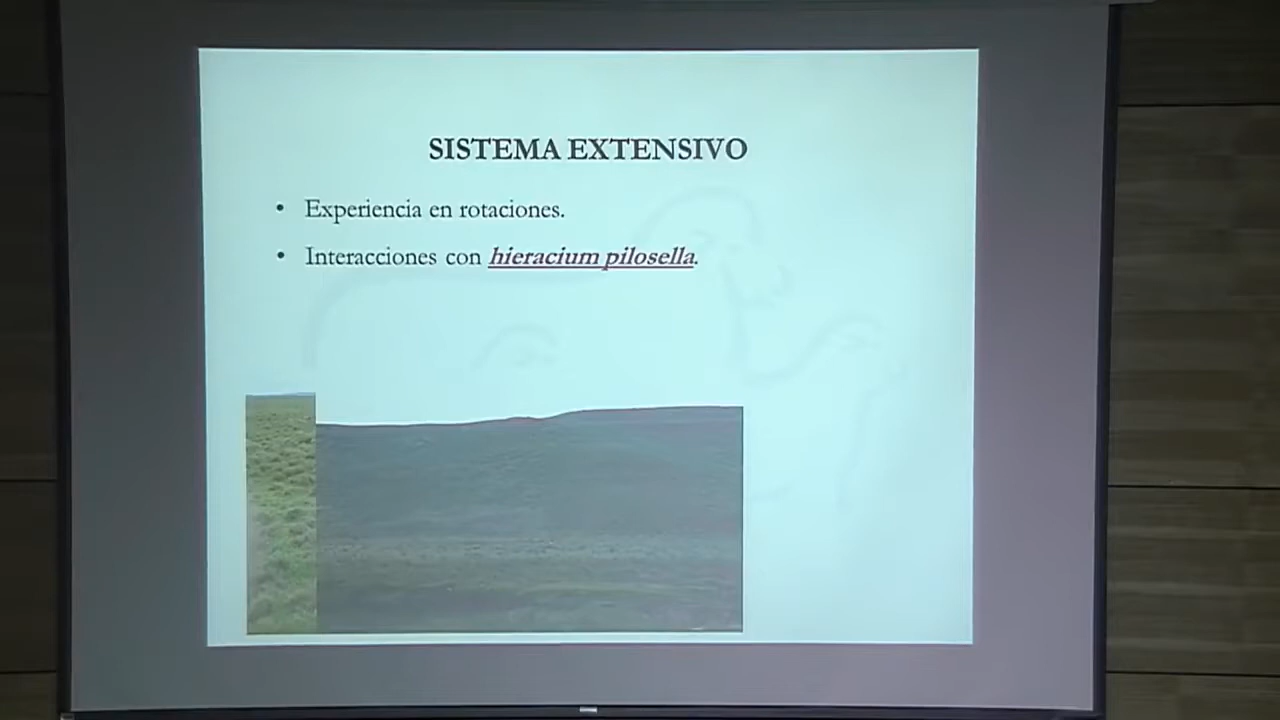 SISTEMA EXTENSIVO
• Experiencia en rotaciones.
• Interacciones con hieracium pilosella.